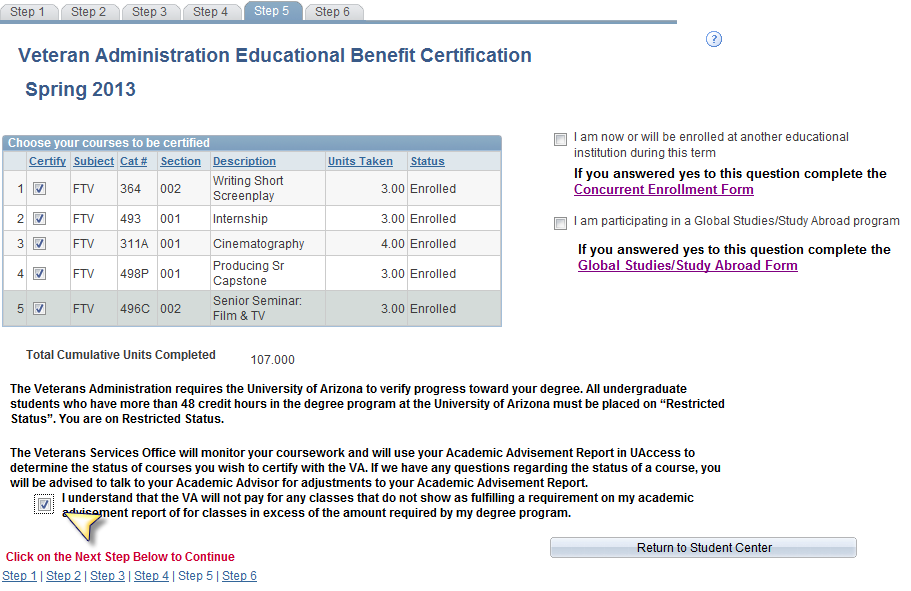 Step 1 Step 2 Step 3 Step 4 Step 5 Step 6
?
Veteran Administration Educational Benefit Certification
Spring 2013
Choose your courses to be certified
Certify Subject Cat # Section Description Units Taken Status
1 FTV 364 002 Writing Short Screenplay 3.00 Enrolled
2 FTV 493 001 Internship 3.00 Enrolled
3 FTV 311A 001 Cinematography 4.00 Enrolled
4 FTV 498P 001 Producing Sr Capstone 3.00 Enrolled
5 FTV 496C 002 Senior Seminar: Film & TV 3.00 Enrolled
I am now or will be enrolled at another educational
institution during this term
If you answered yes to this question complete the
Concurrent Enrollment Form
I am participating in a Global Studies/Study Abroad program
If you answered yes to this question complete the
Global Studies/Study Abroad Form
Total Cumulative Units Completed 107.000
The Veterans Administration requires the University of Arizona to verify progress toward your degree. All undergraduate
students who have more than 48 credit hours in the degree program at the University of Arizona must be placed on “Restricted
Status”. You are on Restricted Status.
The Veterans Services Office will monitor your coursework and will use your Academic Advisement Report in UAccess to
determine the status of courses you wish to certify with the VA. If we have any questions regarding the status of a course, you
will be advised to talk to your Academic Advisor for adjustments to your Academic Advisement Report.
I understand that the VA will not pay for any classes that do not show as fulfilling a requirement on my academic
advisement report of for classes in excess of the amount required by my degree program.
Click on the Next Step Below to Continue
Step 1 | Step 2 | Step 3 | Step 4 | Step 5 | Step 6
Return to Student Center